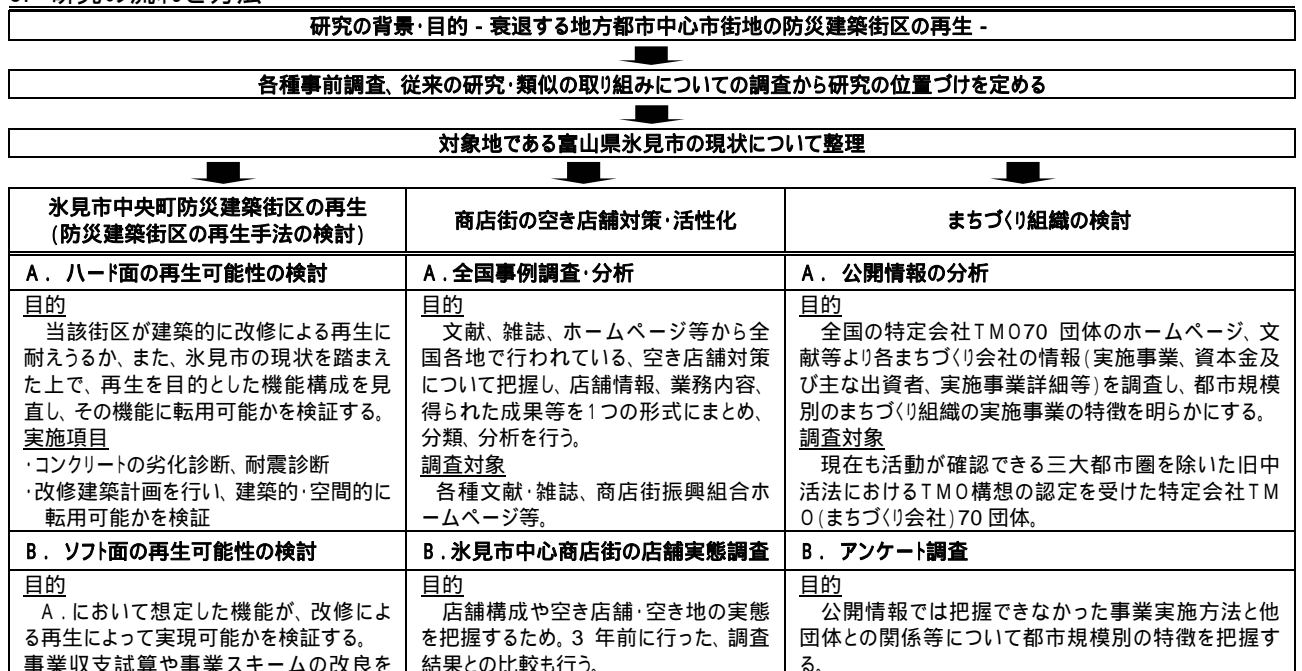 研究の背景・目的 - 衰退する地方都市中心市街地の防災建築街区の再生 -
各種事前調査、従来の研究・類似の取り組みについての調査から研究の位置づけを定める
対象地である富山県氷見市の現状について整理
氷見市中央町防災建築街区の再生
(防災建築街区の再生手法の検討)
A. ハード面の再生可能性の検討
目的
当該街区が建築的に改修による再生に
耐えうるか、また、氷見市の現状を踏まえ
た上で、再生を目的とした機能構成を見
直し、その機能に転用可能かを検証する。
実施項目
・コンクリートの劣化診断、耐震診断
・改修建築計画を行い、建築的・空間的に
転用可能かを検証
B. ソフト面の再生可能性の検討
目的
A.において想定した機能が、改修によ
る再生によって実現可能かを検証する。
事業収支試算や事業スキームの改良を
商店街の空き店舗対策・活性化
A.全国事例調査・分析
目的
文献、雑誌、ホームページ等から全
国各地で行われている、空き店舗対策
について把握し、店舗情報、業務内容、
得られた成果等を1つの形式にまとめ、
分類、分析を行う。
調査対象
各種文献・雑誌、商店街振興組合ホ
ームページ等。
B.氷見市中心商店街の店舗実態調査
目的
店舗構成や空き店舗・空き地の実態
を把握するため。3 年前に行った、調査
結果との比較も行う。
まちづくり組織の検討
A. 公開情報の分析
目的
全国の特定会社TMO70 団体のホームページ、文
献等より各まちづくり会社の情報(実施事業、資本金及
び主な出資者、実施事業詳細等)を調査し、都市規模
別のまちづくり組織の実施事業の特徴を明らかにする。
調査対象
現在も活動が確認できる三大都市圏を除いた旧中
活法におけるTMO構想の認定を受けた特定会社TM
O(まちづくり会社)70 団体。
B. アンケート調査
目的
公開情報では把握できなかった事業実施方法と他
団体との関係等について都市規模別の特徴を把握す
る。